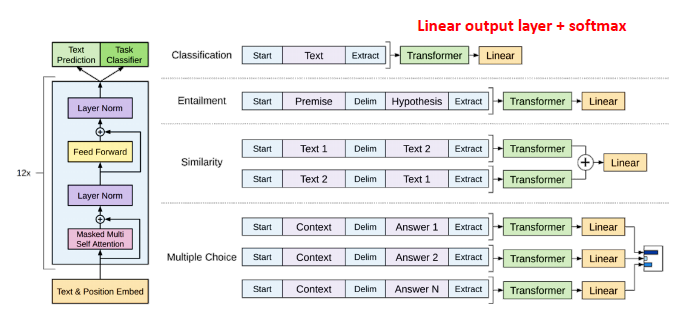 Linear output layer + softmax
Text Prediction
Task Classifier
12x
Layer Norm
+
Feed Forward
Layer Norm
+
Masked Multi
Self Attention
Text & Position Embed
Classification
Start Text Extract Transformer Linear
Entailment
Start Premise Delim Hypothesis Extract Transformer Linear
Similarity
Start Text 1 Delim Text 2 Extract Transformer
+ Linear
Start Text 2 Delim Text 1 Extract Transformer
Multiple Choice
Start Context Delim Answer 1 Extract Transformer Linear
Start Context Delim Answer 2 Extract Transformer Linear
Start Context Delim Answer N Extract Transformer Linear